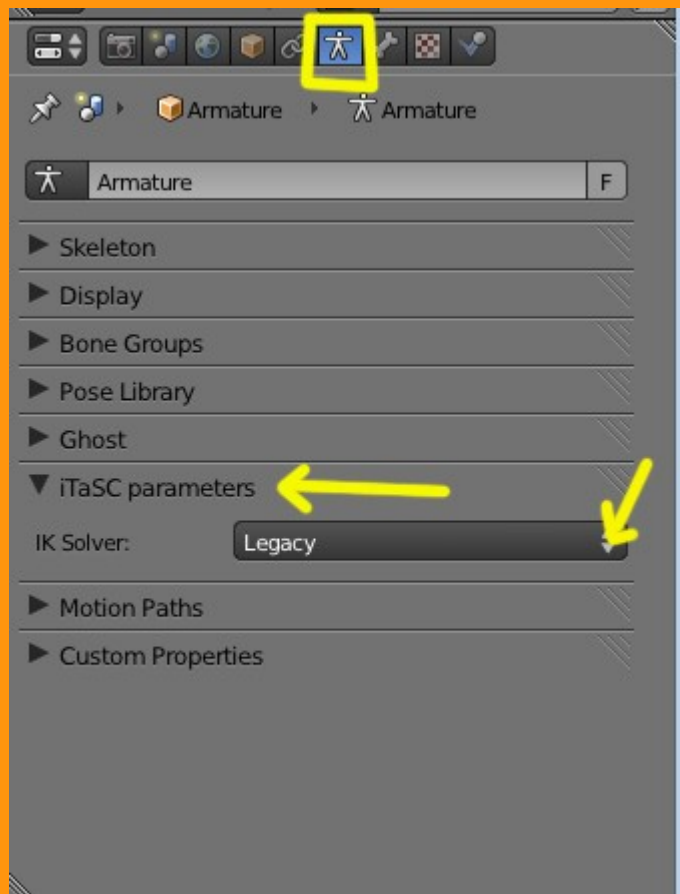 Armature Armature
Armature F
Skeleton
Display
Bone Groups
Pose Library
Ghost
iTaSC parameters
IK Solver: Legacy
Motion Paths
Custom Properties